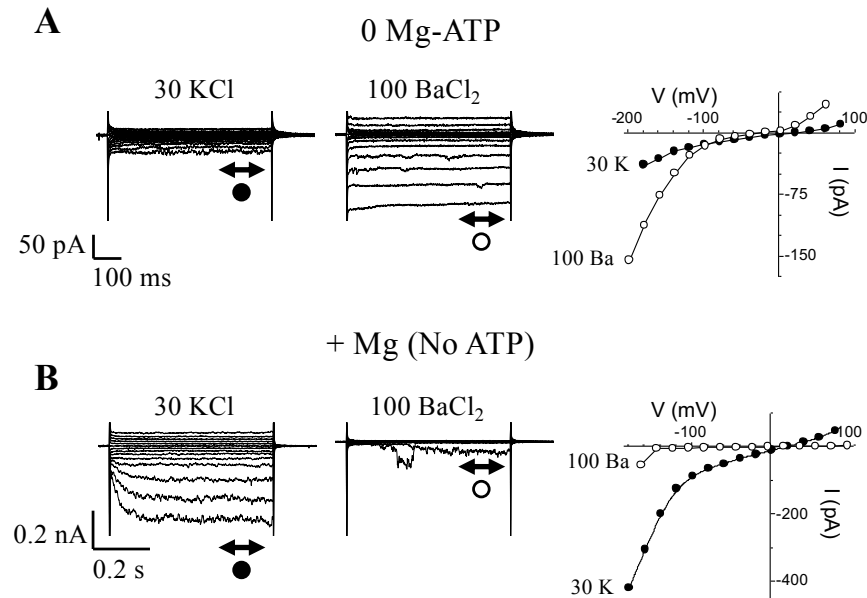 A
0 Mg-ATP
30 KCl
100 BaCl₂
50 pA
100 ms
V (mV)
-200
-100
100
30 K
-75
I (pA)
100 Ba
-150
+ Mg (No ATP)
B
30 KCl
100 BaCl₂
0.2 nA
0.2 s
V (mV)
-100
100
100 Ba
I (pA)
-200
30 K
-400